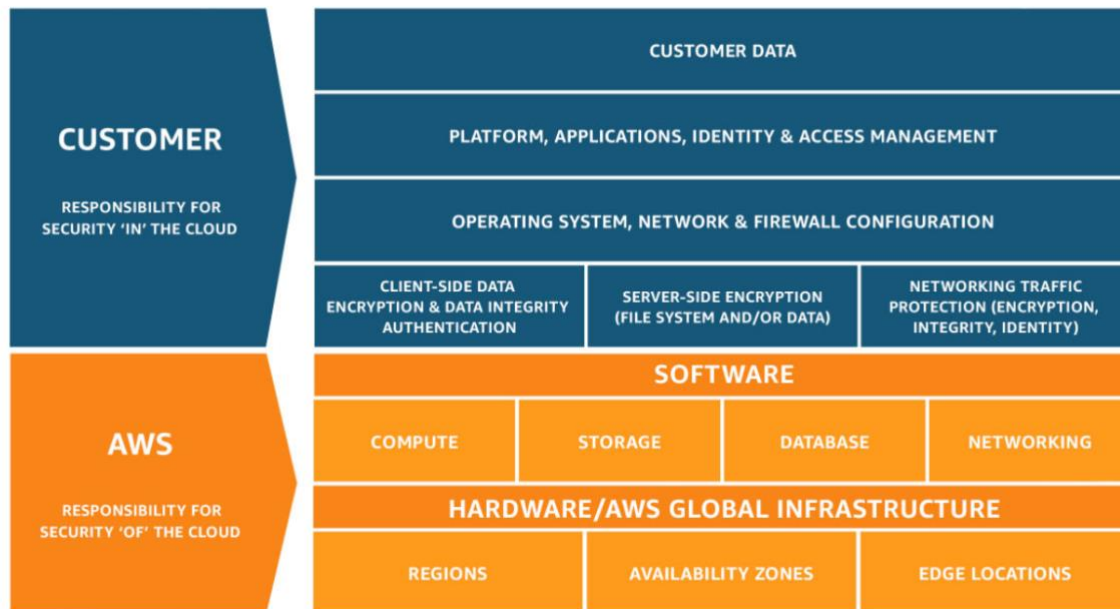 CUSTOMER
RESPONSIBILITY FOR
SECURITY ‘IN’ THE CLOUD
CUSTOMER DATA
PLATFORM, APPLICATIONS, IDENTITY & ACCESS MANAGEMENT
OPERATING SYSTEM, NETWORK & FIREWALL CONFIGURATION
CLIENT-SIDE DATA
ENCRYPTION & DATA INTEGRITY
AUTHENTICATION
SERVER-SIDE ENCRYPTION
(FILE SYSTEM AND/OR DATA)
NETWORKING TRAFFIC
PROTECTION (ENCRYPTION,
INTEGRITY, IDENTITY)
AWS
RESPONSIBILITY FOR
SECURITY ‘OF’ THE CLOUD
SOFTWARE
COMPUTE
STORAGE
DATABASE
NETWORKING
HARDWARE/AWS GLOBAL INFRASTRUCTURE
REGIONS
AVAILABILITY ZONES
EDGE LOCATIONS